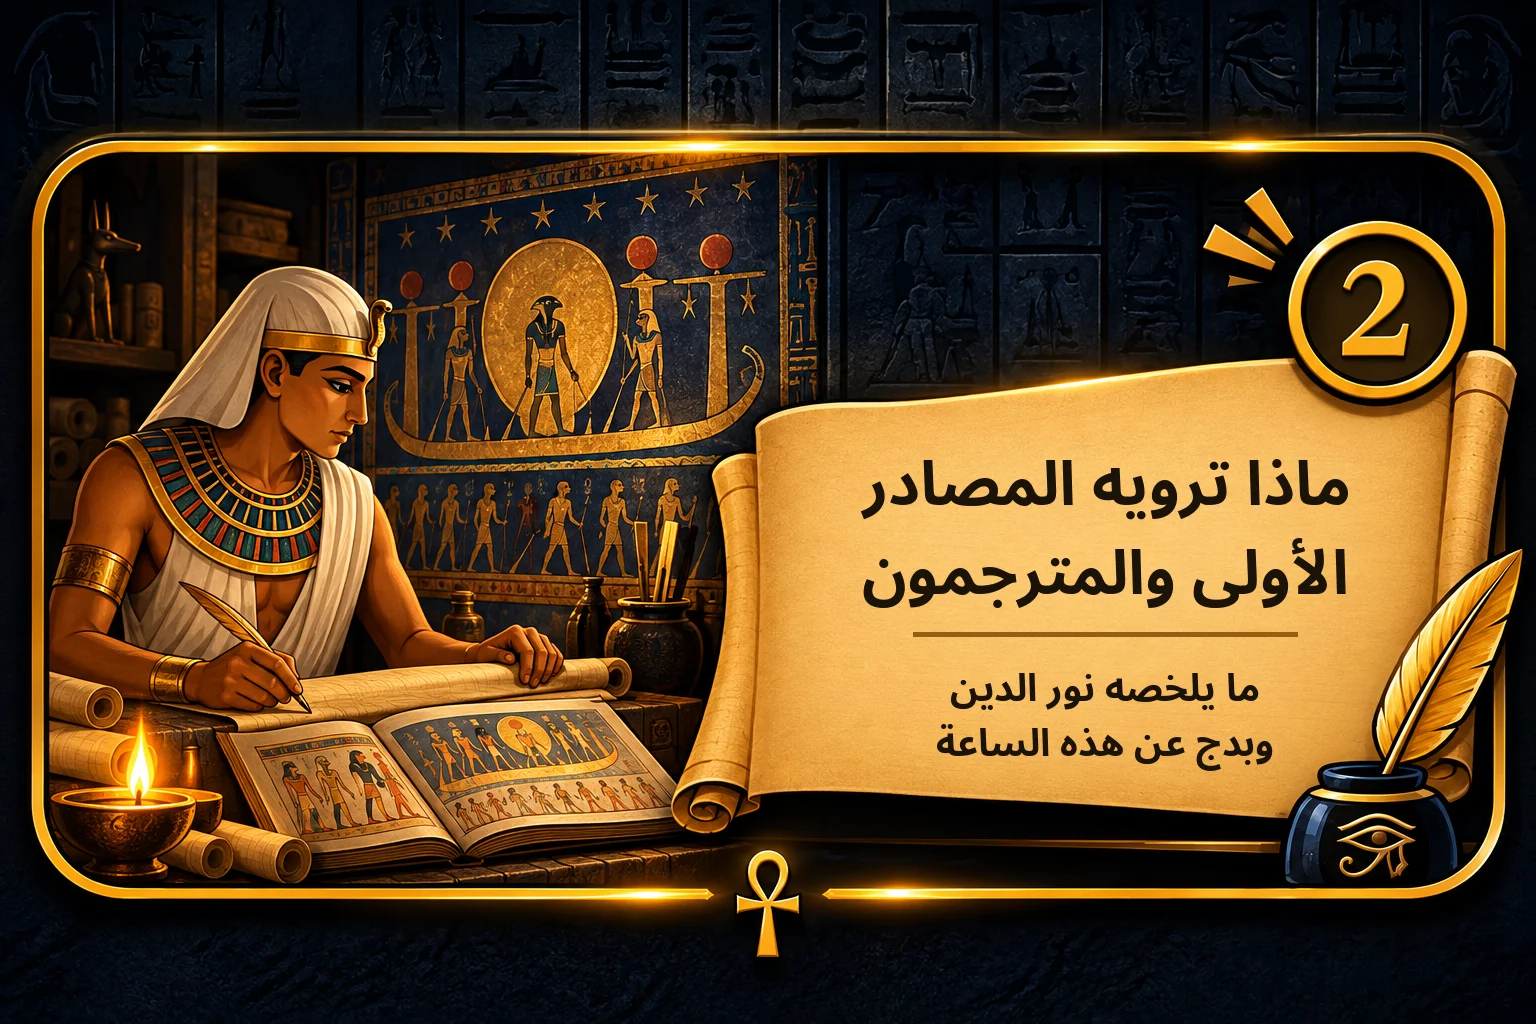 2
ماذا ترويه المصادر
الأولى والمترجمون
ما يلخصه نور الدين
وبدج عن هذه الساعة